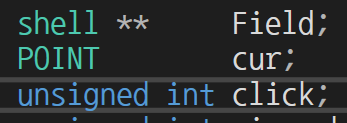 shell **     Field;
POINT        cur;
unsigned int click;